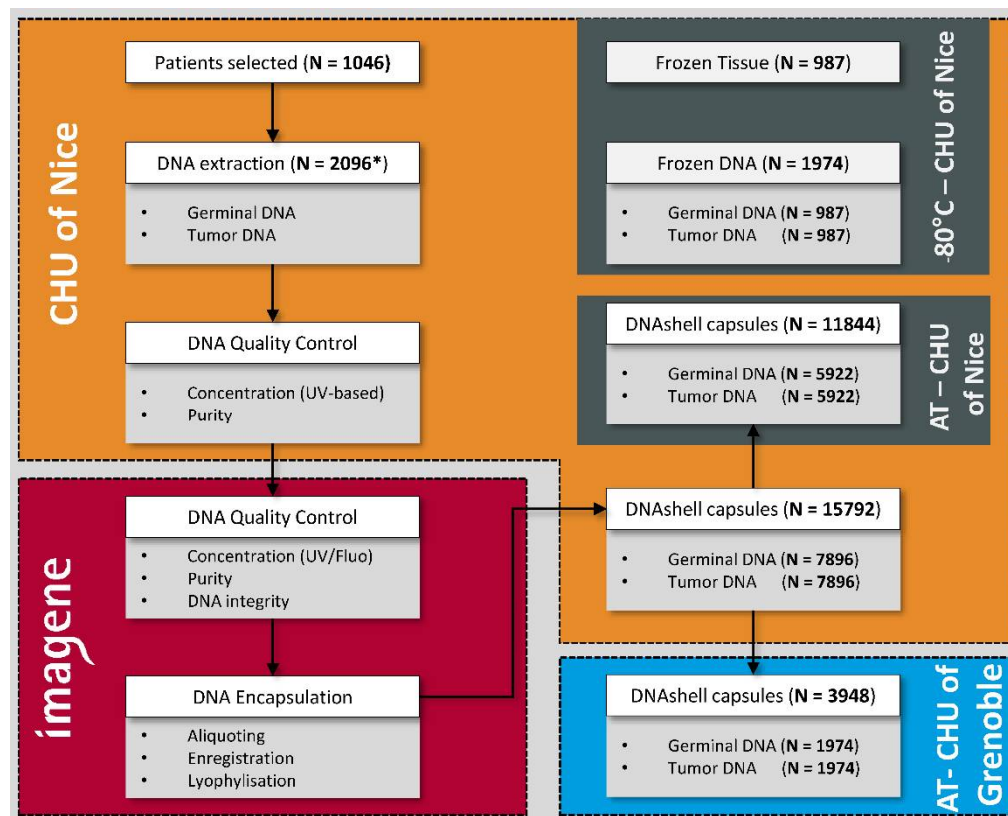 CHU of Nice
Patients selected (N = 1046)
DNA extraction (N = 2096*)
• Germinal DNA
• Tumor DNA
DNA Quality Control
• Concentration (UV-based)
• Purity
ímagene
DNA Quality Control
• Concentration (UV/Fluo)
• Purity
• DNA integrity
DNA Encapsulation
• Aliquoting
• Enregistration
• Lyophylisation
-80°C – CHU of Nice
Frozen Tissue (N = 987)
Frozen DNA (N = 1974)
• Germinal DNA (N = 987)
• Tumor DNA (N = 987)
AT – CHU
of Nice
DNAshell capsules (N = 11844)
• Germinal DNA (N = 5922)
• Tumor DNA (N = 5922)
DNAshell capsules (N = 15792)
• Germinal DNA (N = 7896)
• Tumor DNA (N = 7896)
AT- CHU of
Grenoble
DNAshell capsules (N = 3948)
• Germinal DNA (N = 1974)
• Tumor DNA (N = 1974)